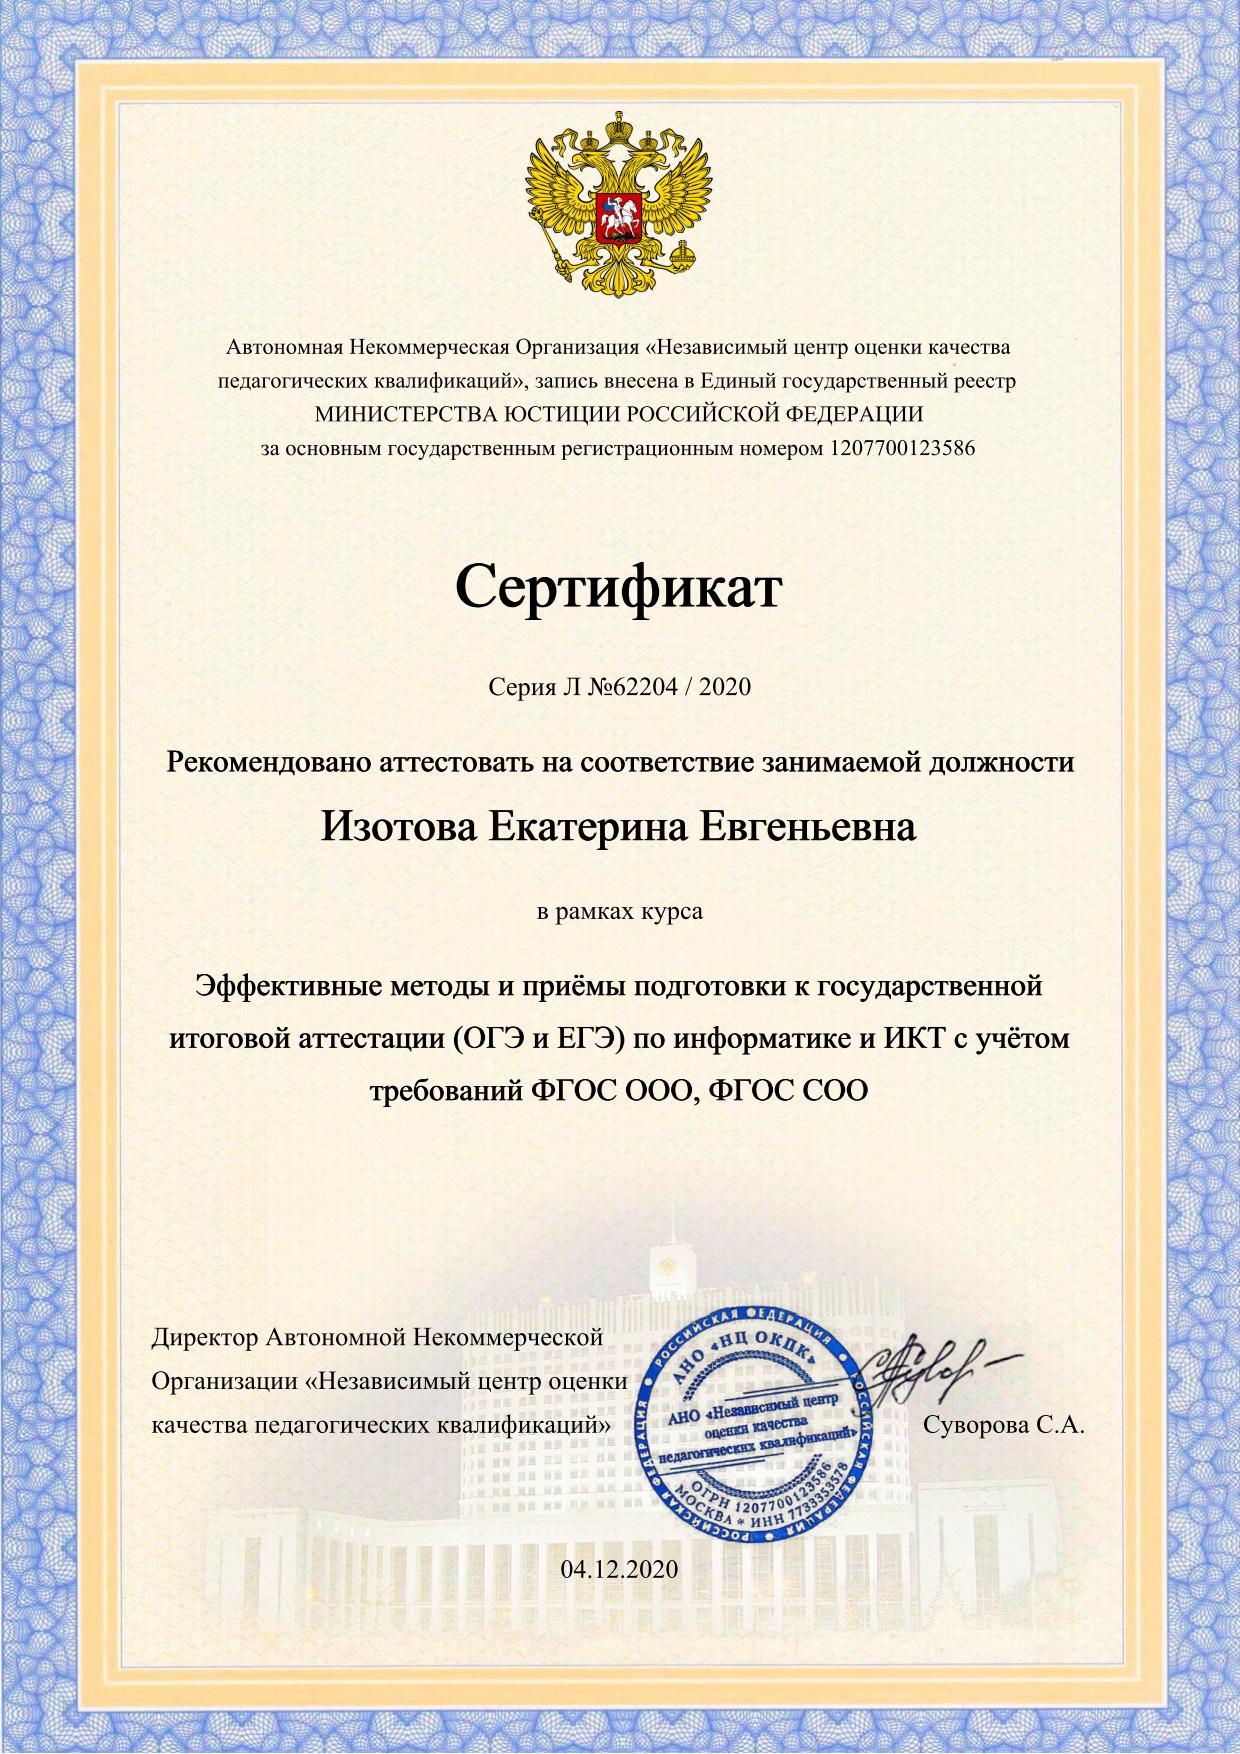 Автономная Некоммерческая Организация «Независимый центр оценки качества
педагогических квалификаций», запись внесена в Единый государственный реестр
МИНИСТЕРСТВА ЮСТИЦИИ РОССИЙСКОЙ ФЕДЕРАЦИИ
за основным государственным регистрационным номером 1207700123586
Сертификат
Серия Л №62204 / 2020
Рекомендовано аттестовать на соответствие занимаемой должности
Изотова Екатерина Евгеньевна
в рамках курса
Эффективные методы и приёмы подготовки к государственной
итоговой аттестации (ОГЭ и ЕГЭ) по информатике и ИКТ с учётом
требований ФГОС ООО, ФГОС СОО
Директор Автономной Некоммерческой
Организации «Независимый центр оценки
качества педагогических квалификаций»
РОССИЙСКАЯ ФЕДЕРАЦИЯ ● РОССИЙСКАЯ ФЕДЕРАЦИЯ ● РОССИЙСКАЯ ФЕДЕРАЦИЯ ●
АНО «НЦ ОКПК»
АНО «Независимый центр
оценки качества
педагогических квалификаций»
ОГРН 1207700123586
МОСКВА * ИНН 7733353578
Суворова С.А.
04.12.2020